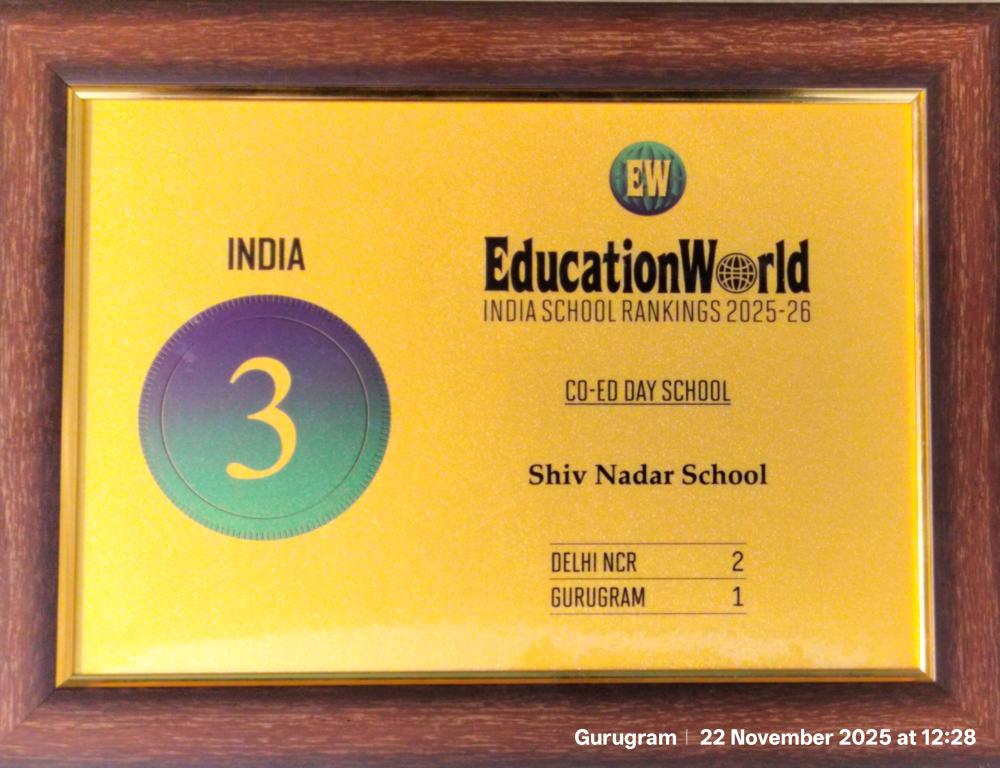 INDIA
3
EW
EducationWorld
INDIA SCHOOL RANKINGS 2025-26
CO-ED DAY SCHOOL
Shiv Nadar School
DELHI NCR 2
GURUGRAM 1
Gurugram | 22 November 2025 at 12:28